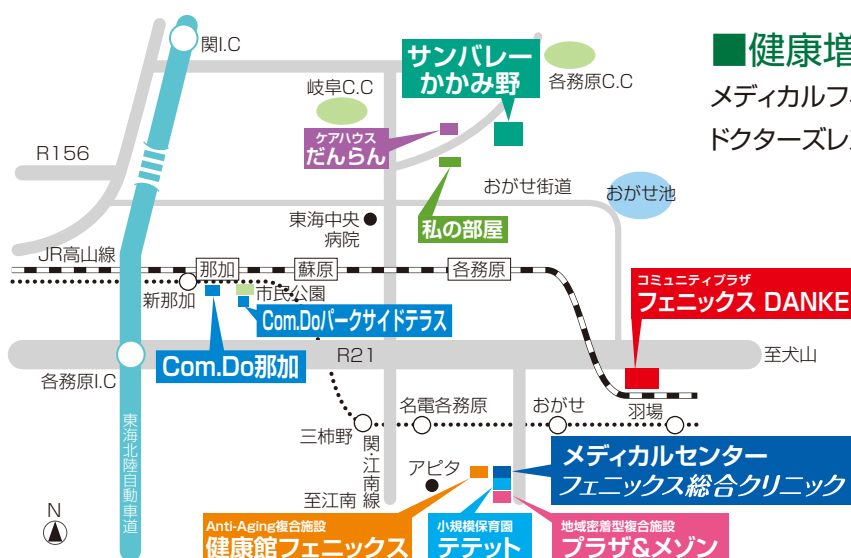 関I.C
サンバレー
かかみ野
各務原C.C
岐阜C.C
■健康増
メディカルフ
ドクターズレ
ケアハウス
だんらん
R156
おがせ街道
おがせ池
私の部屋
東海中央
病院
JR高山線
那加
蘇原
各務原
新那加
市民公園
コミュニティプラザ
フェニックス DANKE
Com.Doパークサイドテラス
Com.Do那加
R21
至犬山
各務原I.C
東海北陸自動車道
三柿野
名電各務原
おがせ
羽場
関・江南線
至江南
アピタ
メディカルセンター
フェニックス総合クリニック
N
Anti-Aging複合施設
健康館フェニックス
小規模保育園
テテット
地域密着型複合施設
プラザ&メゾン